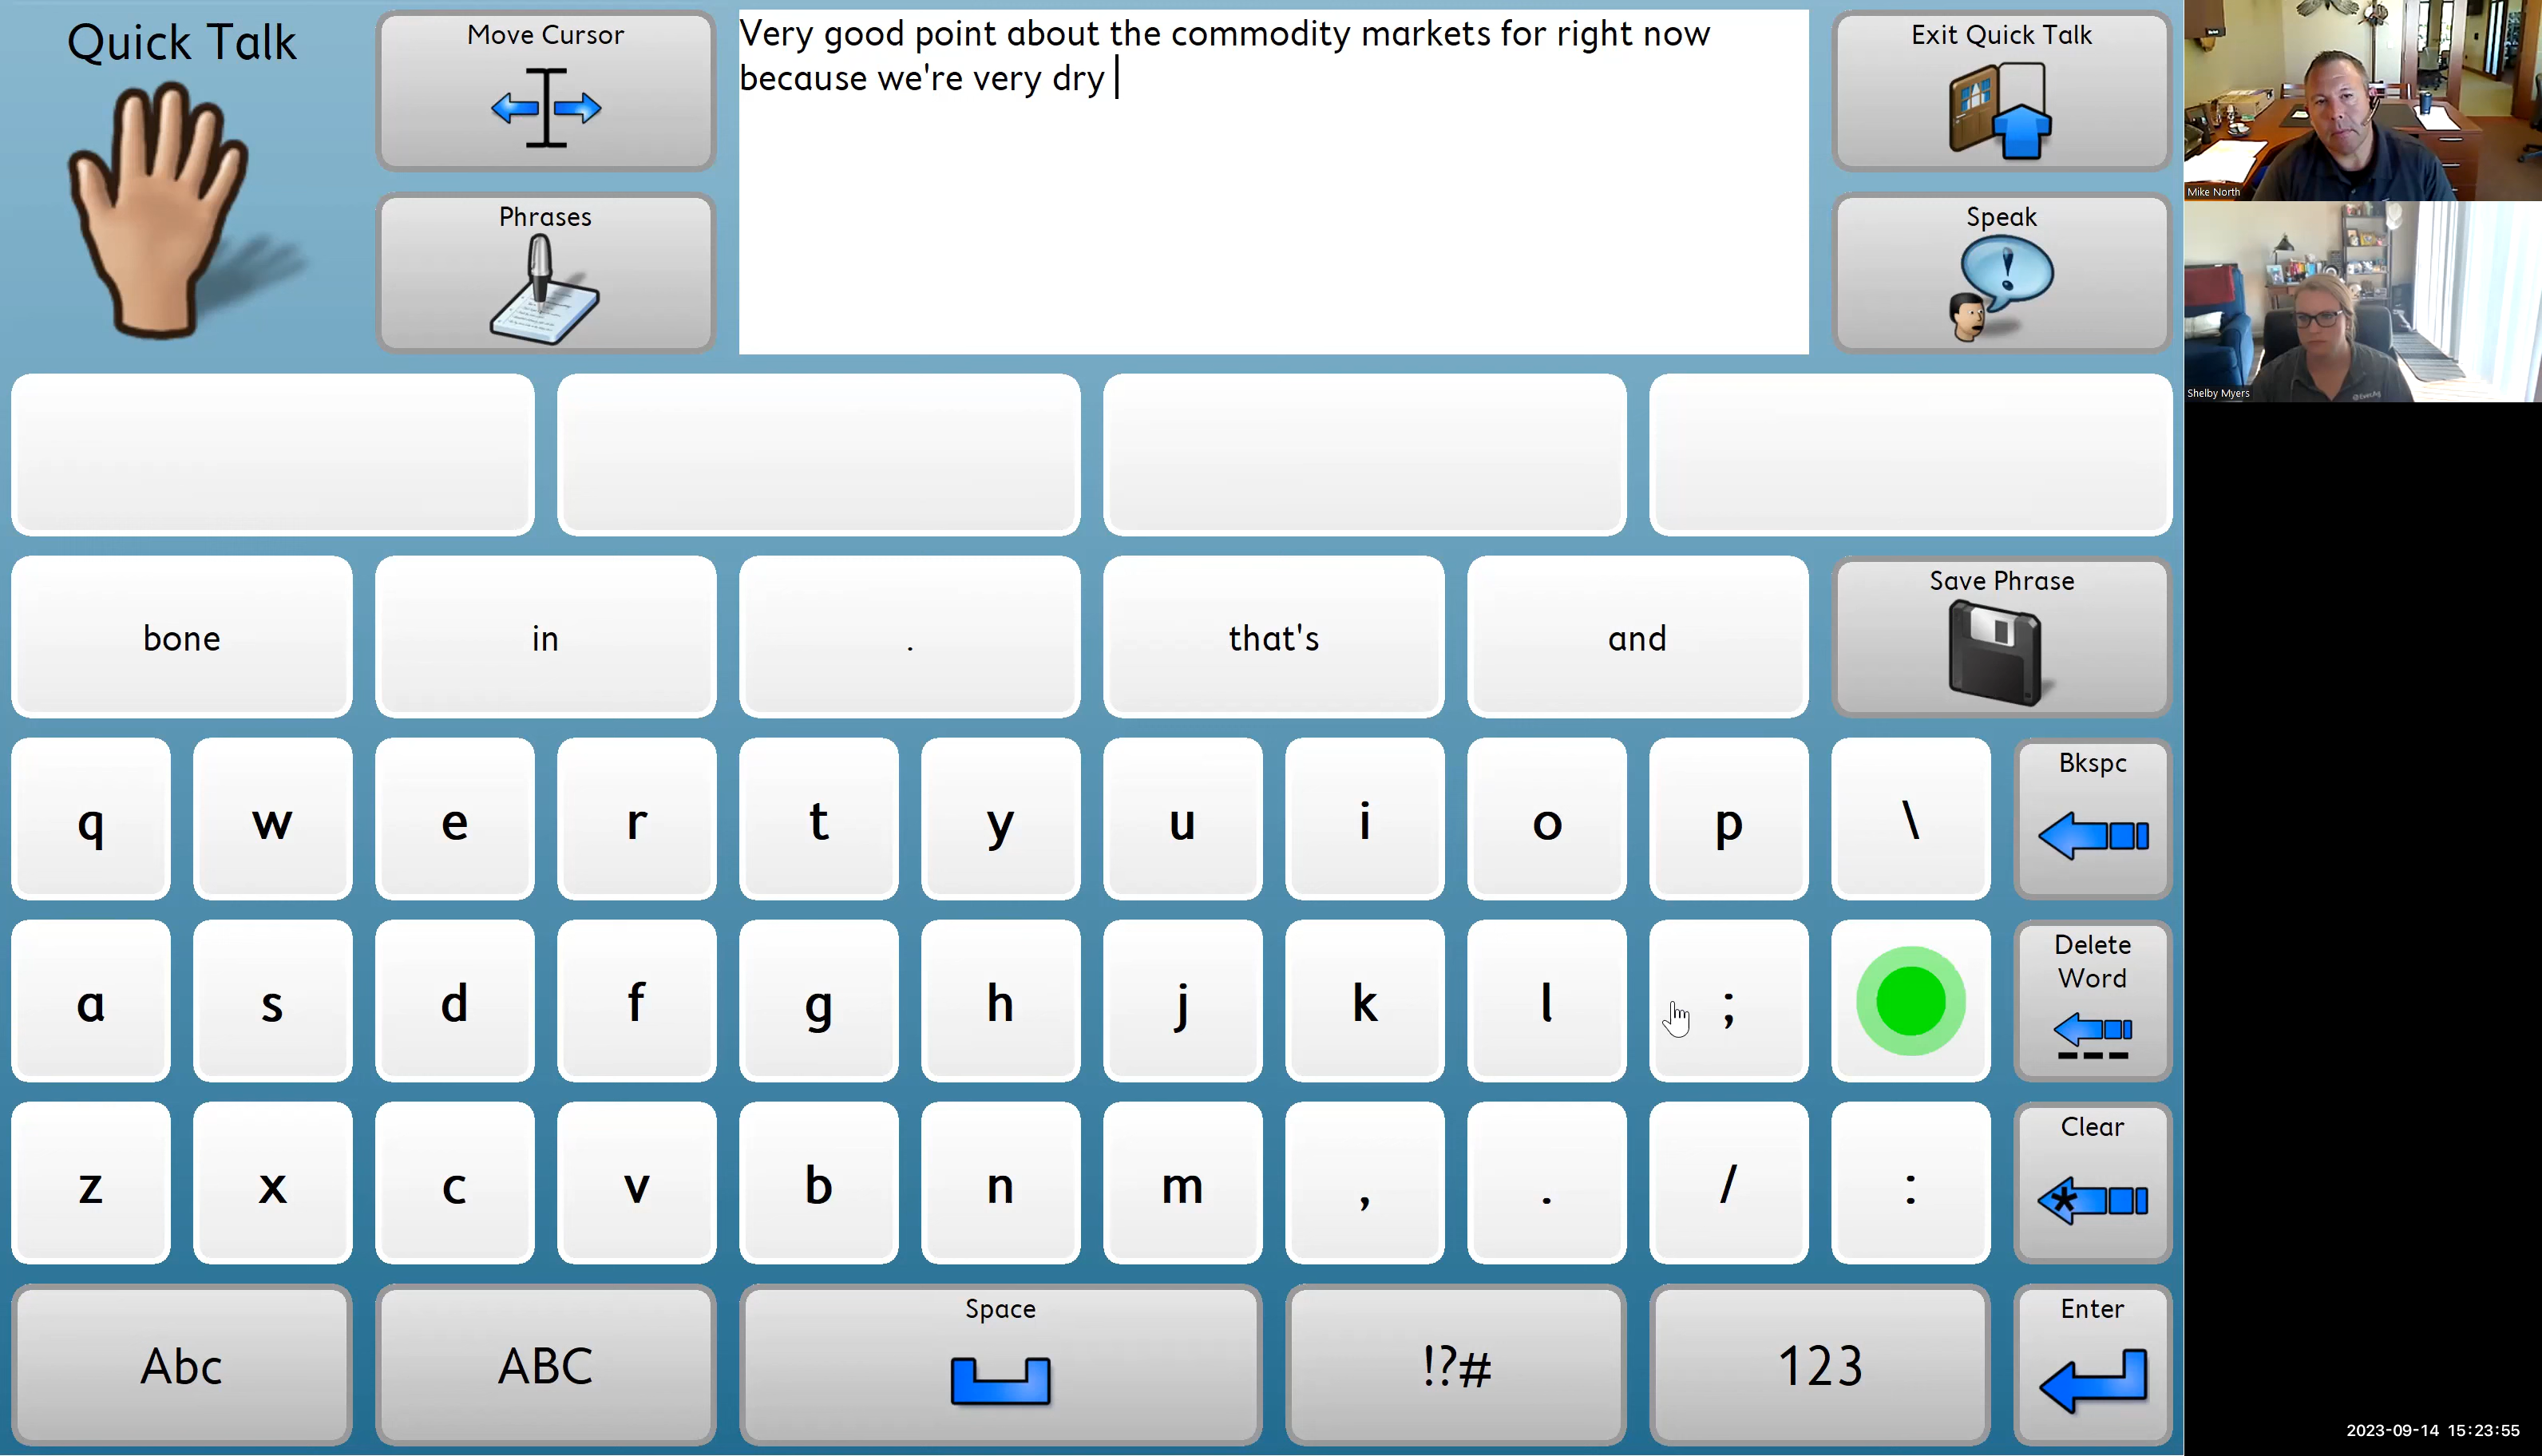 Quick Talk
Move Cursor
Very good point about the commodity markets for right now
because we're very dry
Exit Quick Talk
Mike North
Phrases
Speak
Shelby Myers
bone
in
.
that's
and
Save Phrase
q w e r t y u i o p \
Bkspc
a s d f g h j k l ;
Delete
Word
z x c v b n m , . / :
Clear
Abc
ABC
Space
!?#
123
Enter
2023-09-14 15:23:55